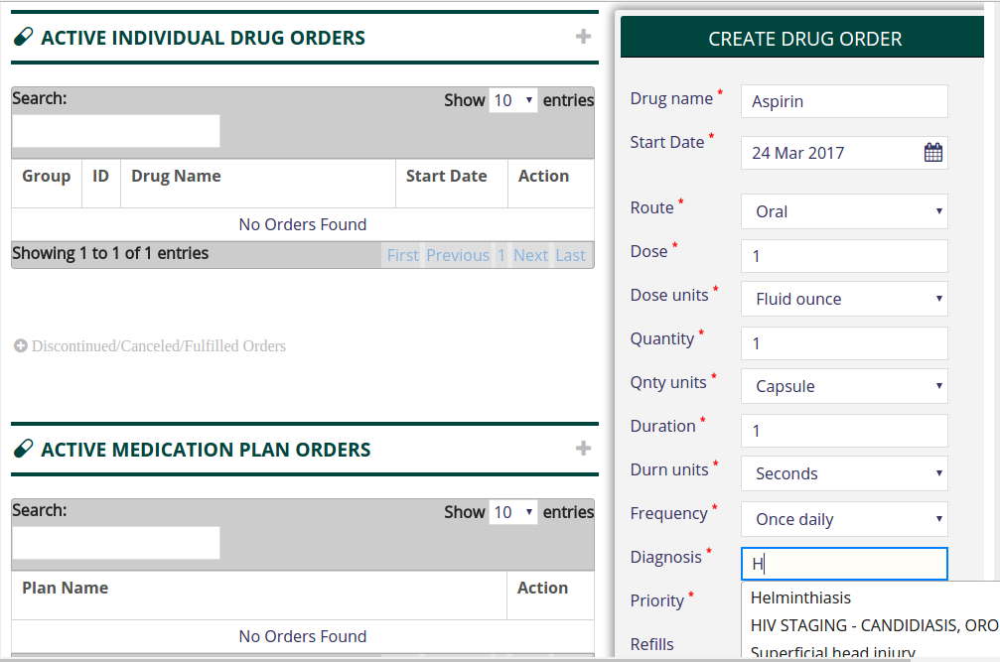 ACTIVE INDIVIDUAL DRUG ORDERS
Search:
Show 10 entries
Group ID Drug Name Start Date Action
No Orders Found
Showing 1 to 1 of 1 entries First Previous 1 Next Last
Discontinued/Canceled/Fulfilled Orders
ACTIVE MEDICATION PLAN ORDERS
Search:
Show 10 entries
Plan Name Action
No Orders Found
CREATE DRUG ORDER
Drug name * Aspirin
Start Date * 24 Mar 2017
Route * Oral
Dose * 1
Dose units * Fluid ounce
Quantity * 1
Qnty units * Capsule
Duration * 1
Durn units * Seconds
Frequency * Once daily
Diagnosis * H
Helminthiasis
Priority *
HIV STAGING - CANDIDIASIS, ORO
Refills
Superficial head injury